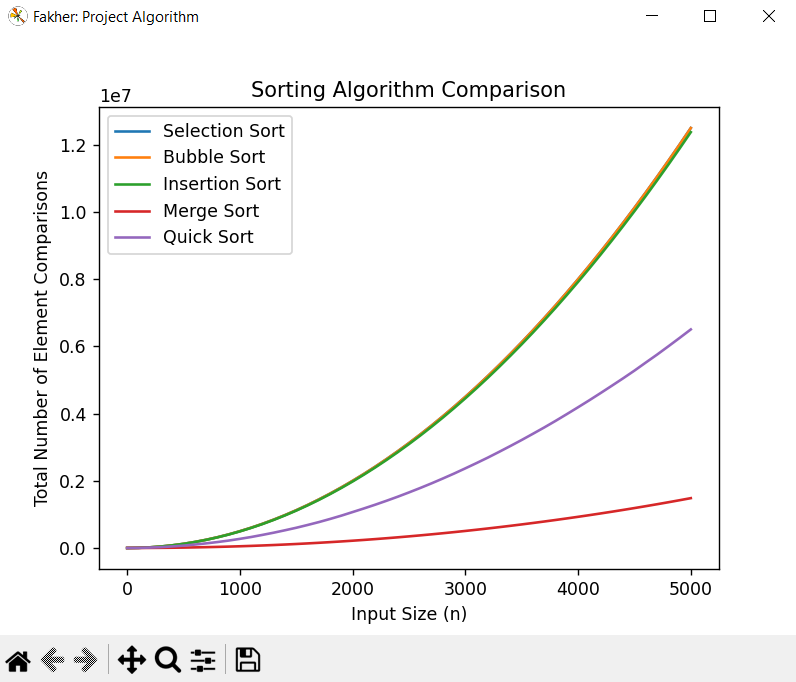 Fakher: Project Algorithm
Sorting Algorithm Comparison
1e7
Selection Sort
Bubble Sort
Insertion Sort
Merge Sort
Quick Sort
Total Number of Element Comparisons
1.2
1.0
0.8
0.6
0.4
0.2
0.0
0 1000 2000 3000 4000 5000
Input Size (n)